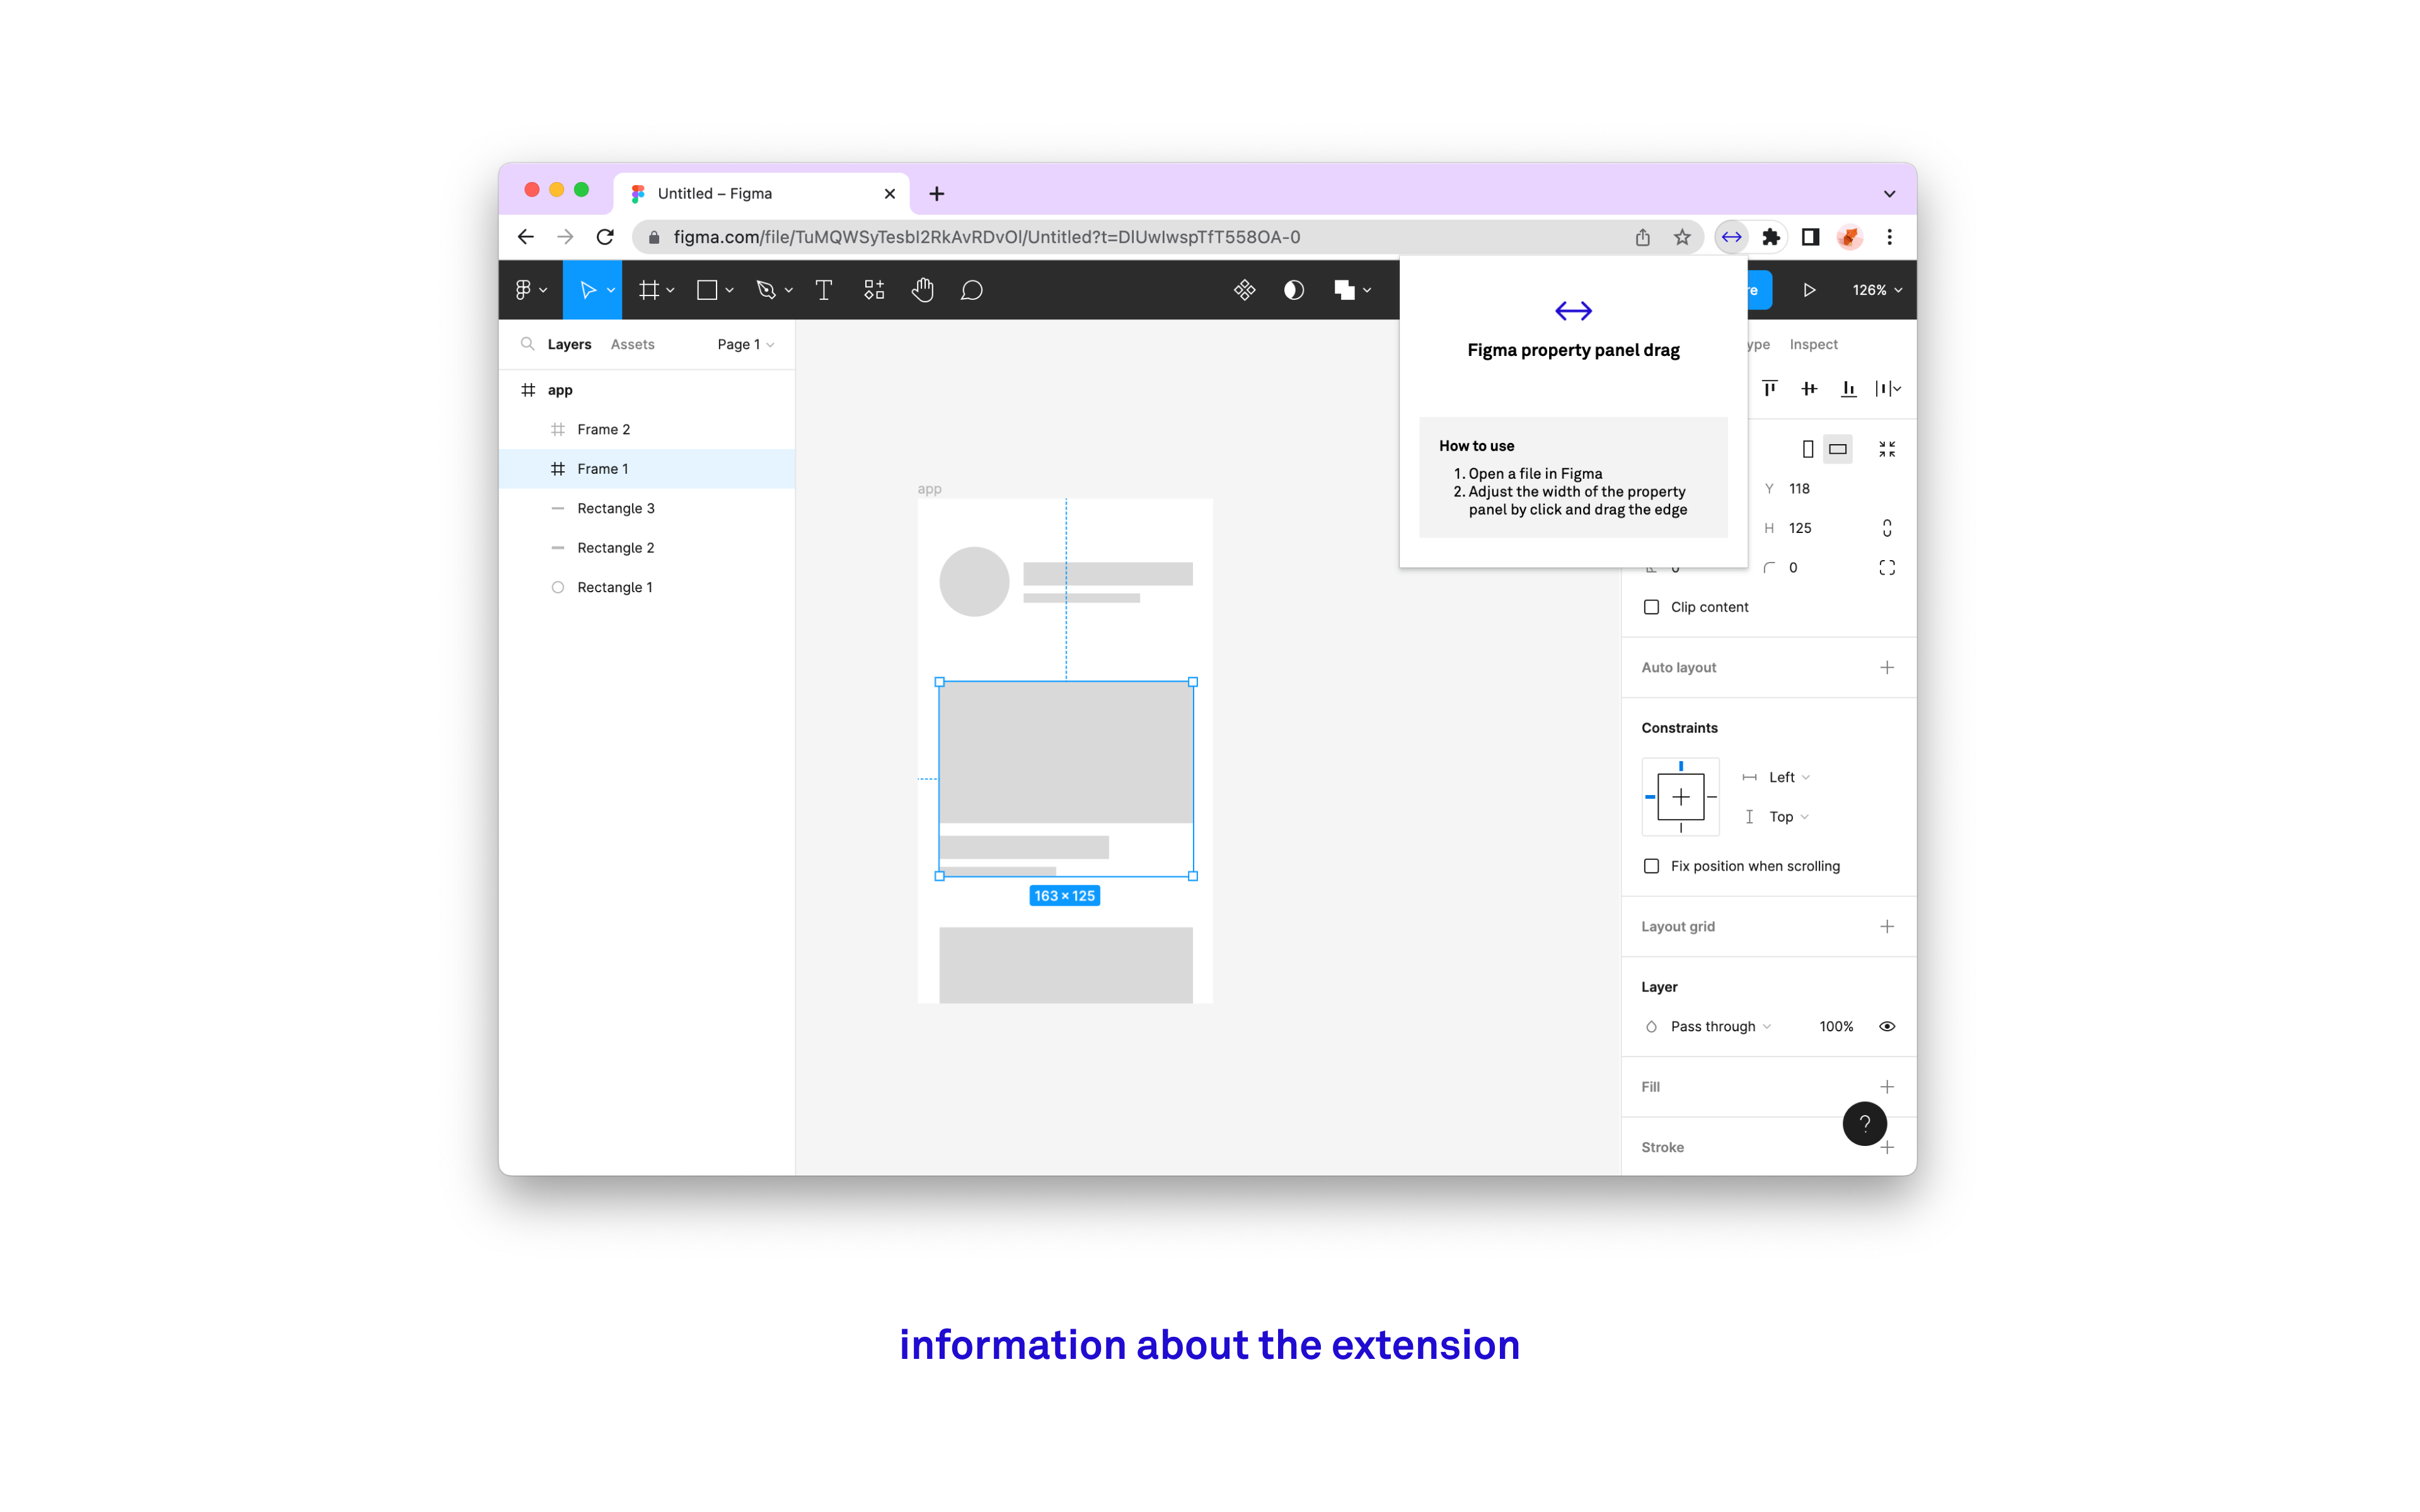 Untitled – Figma
figma.com/file/TuMQWSyTesbl2RkAvRDvOl/Untitled?t=DlUwlwspTfT558OA-0
126%
Layers Assets Page 1
app
Frame 2
Frame 1
Rectangle 3
Rectangle 2
Rectangle 1
app
163 × 125
Figma property panel drag
How to use
1. Open a file in Figma
2. Adjust the width of the property
panel by click and drag the edge
Inspect
Y 118
H 125
0
Clip content
Auto layout
Constraints
Left
Top
Fix position when scrolling
Layout grid
Layer
Pass through 100%
Fill
?
Stroke
information about the extension